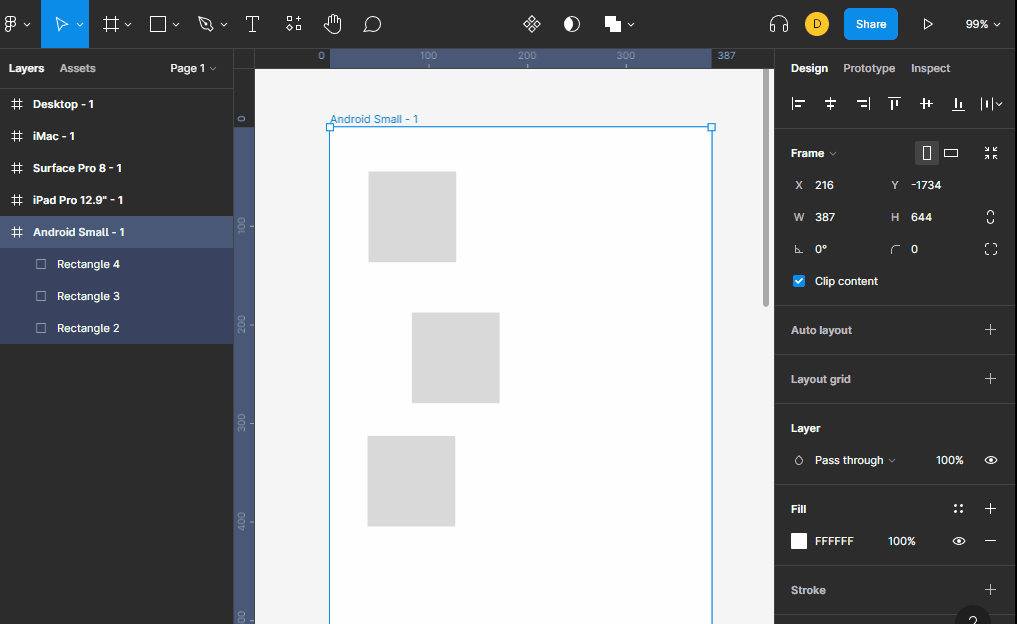 D
Share
99%
Layers
Assets
Page 1
0
100
200
300
387
Design
Prototype
Inspect
Desktop - 1
iMac - 1
Surface Pro 8 - 1
iPad Pro 12.9" - 1
Android Small - 1
Rectangle 4
Rectangle 3
Rectangle 2
Android Small - 1
0
100
200
300
400
Frame
X 216 Y -1734
W 387 H 644
0° 0
Clip content
Auto layout
Layout grid
Layer
Pass through 100%
Fill
FFFFFF 100%
Stroke
?